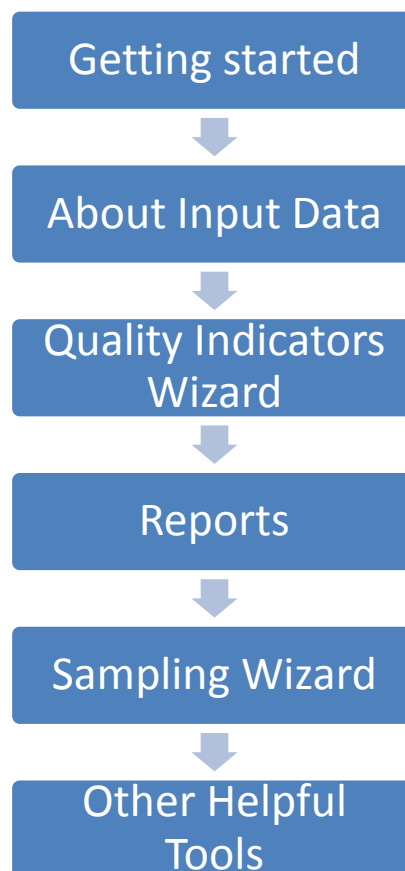 Getting started
About Input Data
Quality Indicators
Wizard
Reports
Sampling Wizard
Other Helpful
Tools